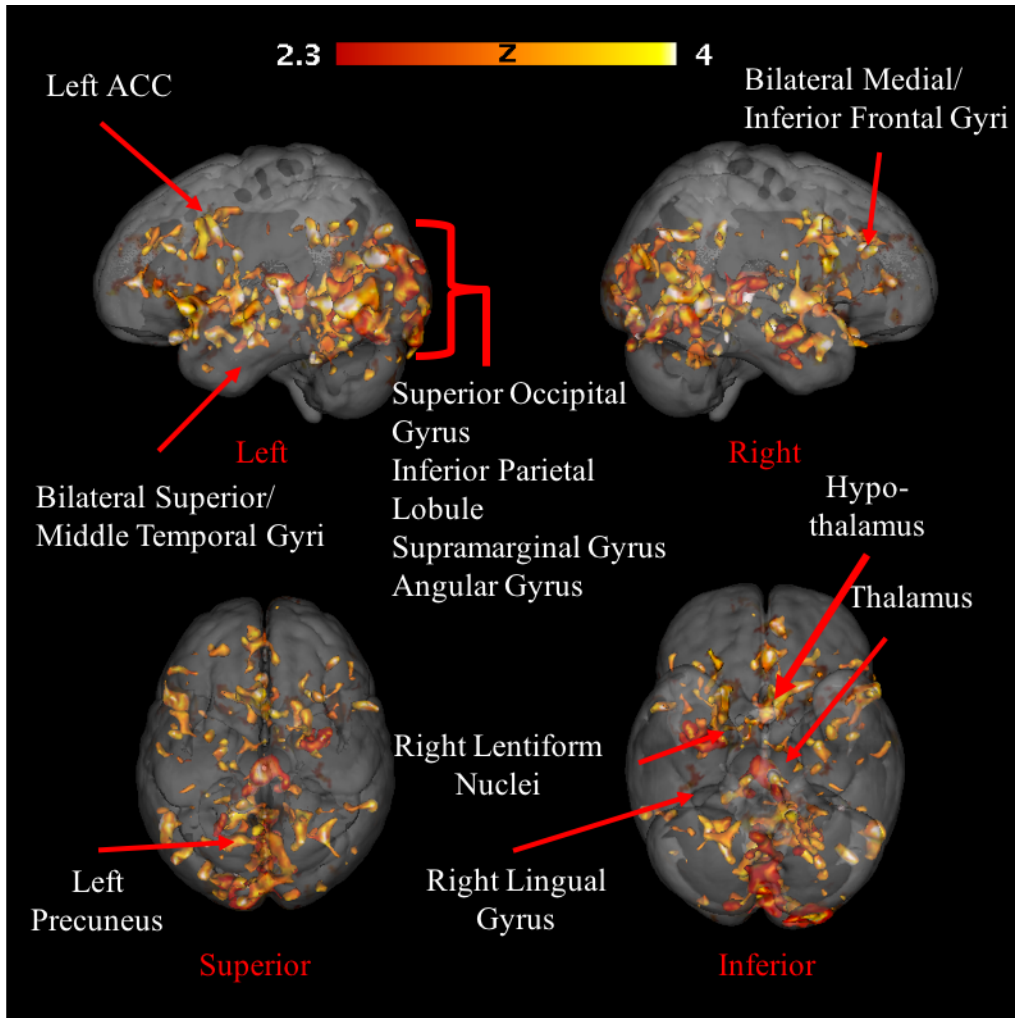 2.3 Z 4
Left ACC
Bilateral Medial/
Inferior Frontal Gyri
Left
Right
Bilateral Superior/
Middle Temporal Gyri
Superior Occipital
Gyrus
Inferior Parietal
Lobule
Supramarginal Gyrus
Angular Gyrus
Hypo-
thalamus
Thalamus
Right Lentiform
Nuclei
Left
Precuneus
Right Lingual
Gyrus
Superior
Inferior